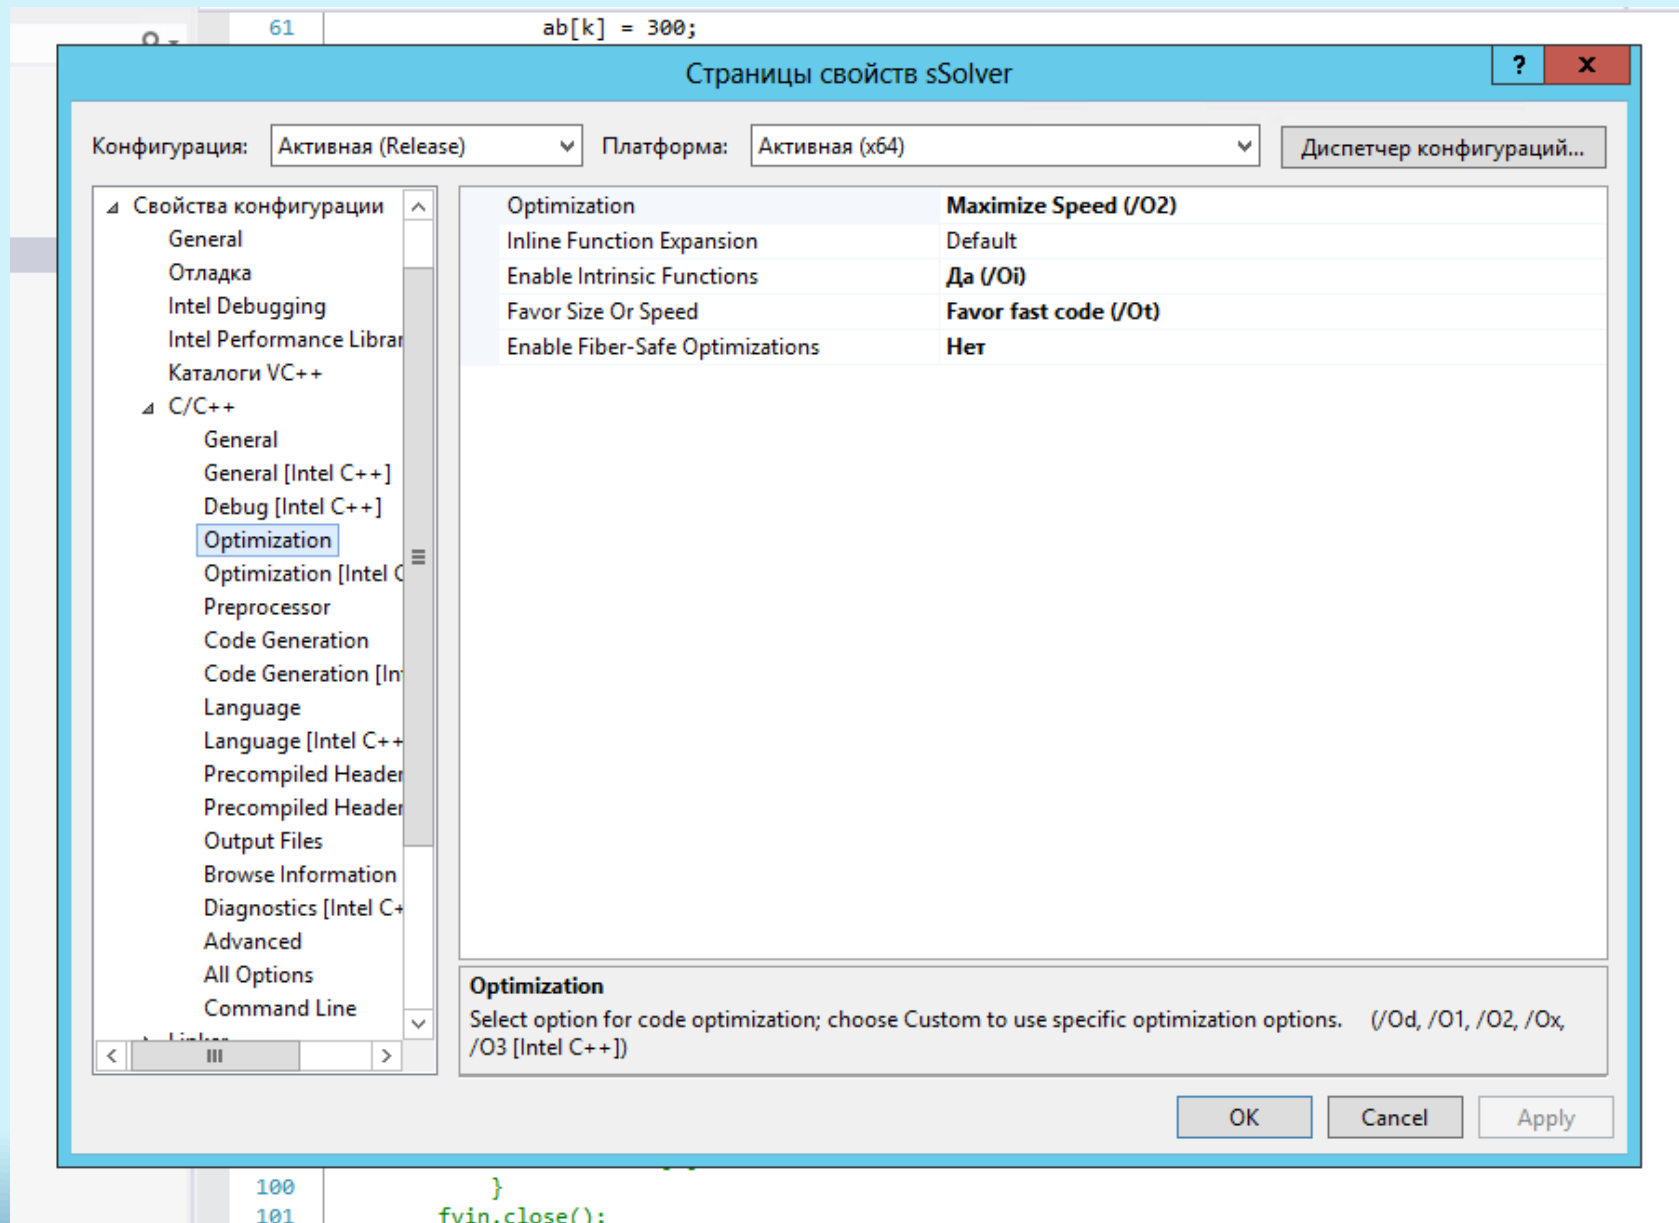 61 ab[k] = 300;
Страницы свойств sSolver
? x
Конфигурация: Активная (Release) Платформа: Активная (x64) Диспетчер конфигураций...
Свойства конфигурации
General
Отладка
Intel Debugging
Intel Performance Librar
Каталоги VC++
C/C++
General
General [Intel C++]
Debug [Intel C++]
Optimization
Optimization [Intel C
Preprocessor
Code Generation
Code Generation [In
Language
Language [Intel C++
Precompiled Header
Precompiled Header
Output Files
Browse Information
Diagnostics [Intel C+
Advanced
All Options
Command Line
Optimization Maximize Speed (/O2)
Inline Function Expansion Default
Enable Intrinsic Functions Да (/Oi)
Favor Size Or Speed Favor fast code (/Ot)
Enable Fiber-Safe Optimizations Нет
Optimization
Select option for code optimization; choose Custom to use specific optimization options. (/Od, /O1, /O2, /Ox,
/O3 [Intel C++])
OK Cancel Apply
100 }
101 fvin.close();